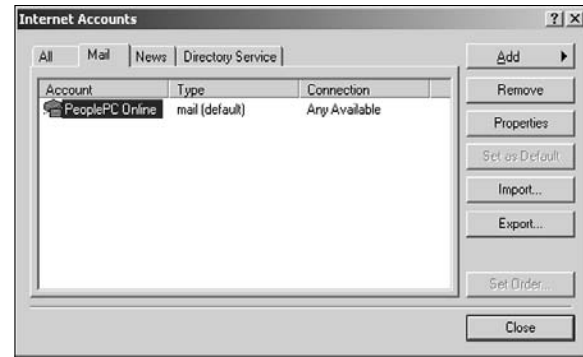 Internet Accounts
All Mail News Directory Service
Add
Account Type Connection
Remove
PeoplePC Online mail (default) Any Available
Properties
Set as Default
Import...
Export...
Set Order...
Close